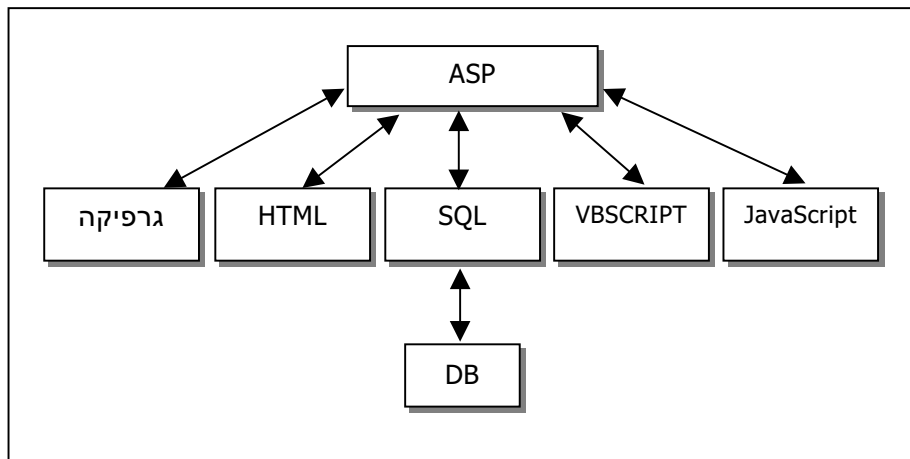 ASP
גרפיקה
HTML
SQL
VBSCRIPT
JavaScript
DB